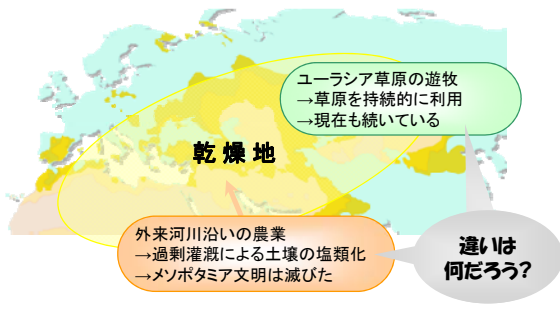 ユーラシア草原の遊牧
→草原を持続的に利用
→現在も続いている
乾燥地
外来河川沿いの農業
→過剰灌漑による土壌の塩類化
→メソポタミア文明は滅びた
違いは
何だろう?